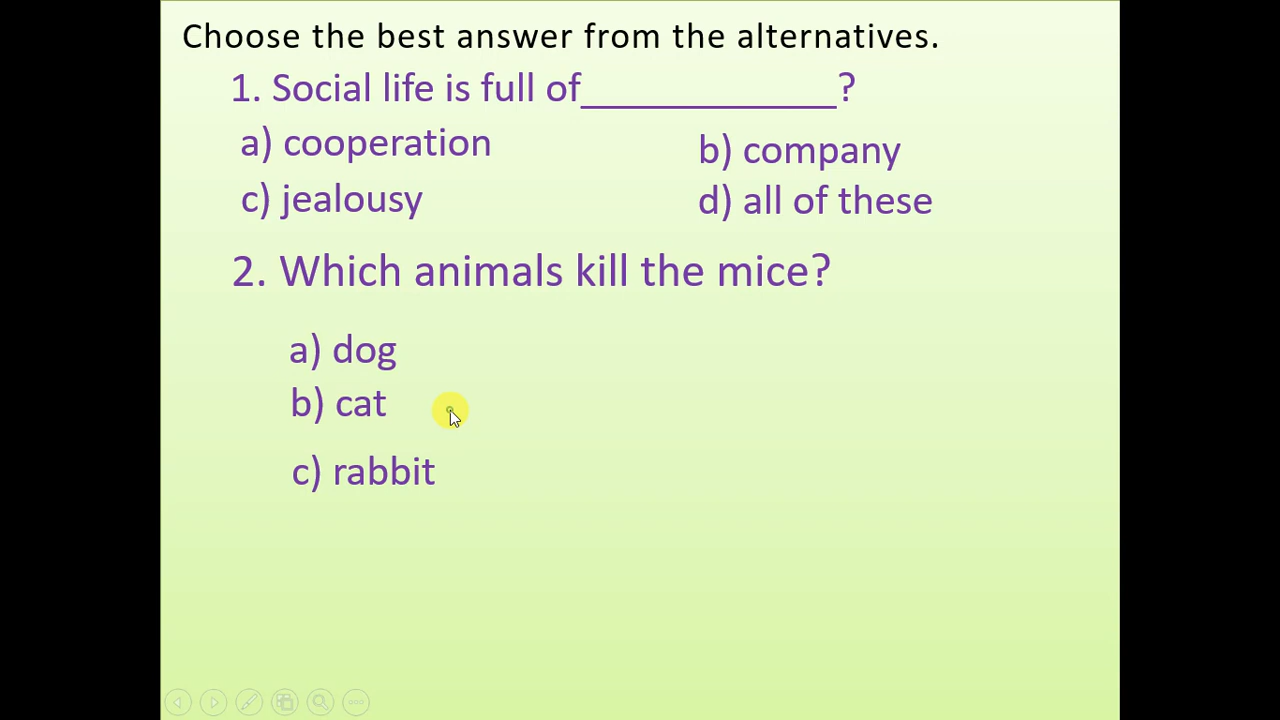 Choose the best answer from the alternatives.
1. Social life is full of____________?
a) cooperation
b) company
c) jealousy
d) all of these
2. Which animals kill the mice?
a) dog
b) cat
c) rabbit